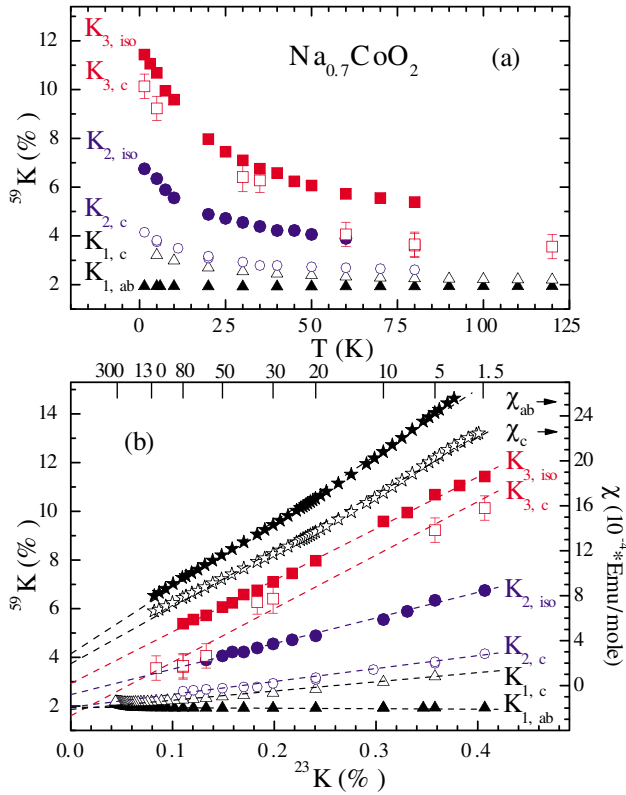 12
10
8
6
4
2
⁵⁹K (%)
K3, iso
K3, c
K2, iso
K2, c
K1, c
K1, ab
Na0.7CoO2
(a)
0 25 50 75 100 125
T (K)
300 130 80 50 30 20 10 5 1.5
14
12
10
8
6
4
2
⁵⁹K (%)
(b)
χab
χc
K3, iso
K3, c
K2, iso
K2, c
K1, c
K1, ab
24
20
16
12
8
4
0
χ (10⁻⁴*Emu/mole)
0.0 0.1 0.2 0.3 0.4
²³K (%)